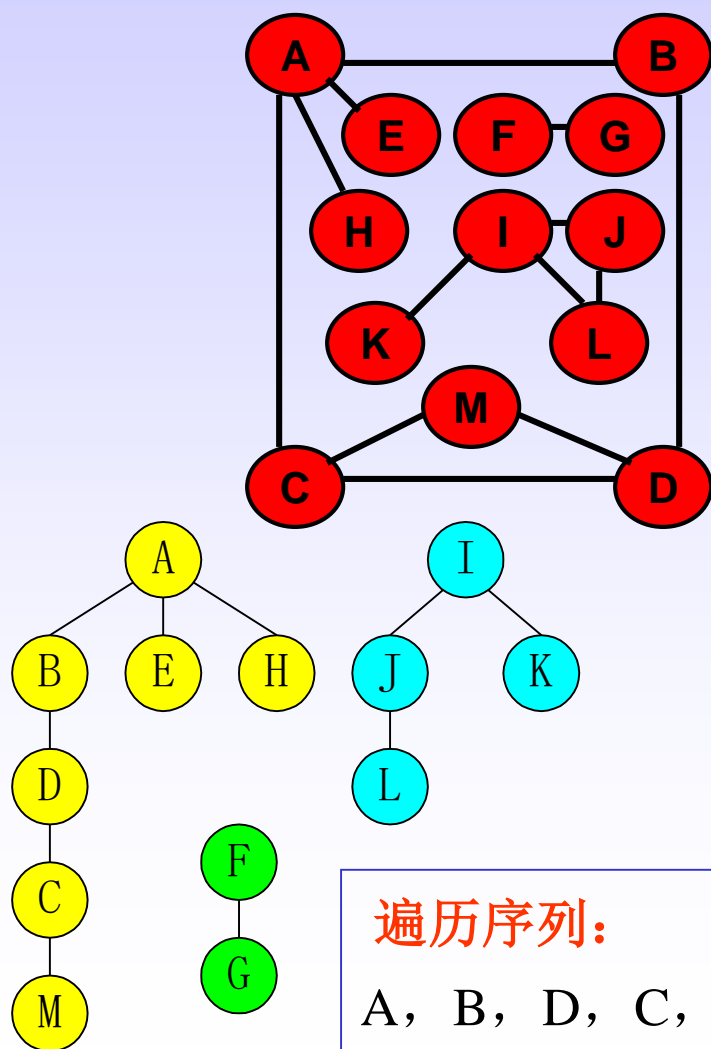 A B
E F G
H I J
K L
M
C D
A I
B E H J K
D L
F
C
G
M
遍历序列：
A，B，D，C，